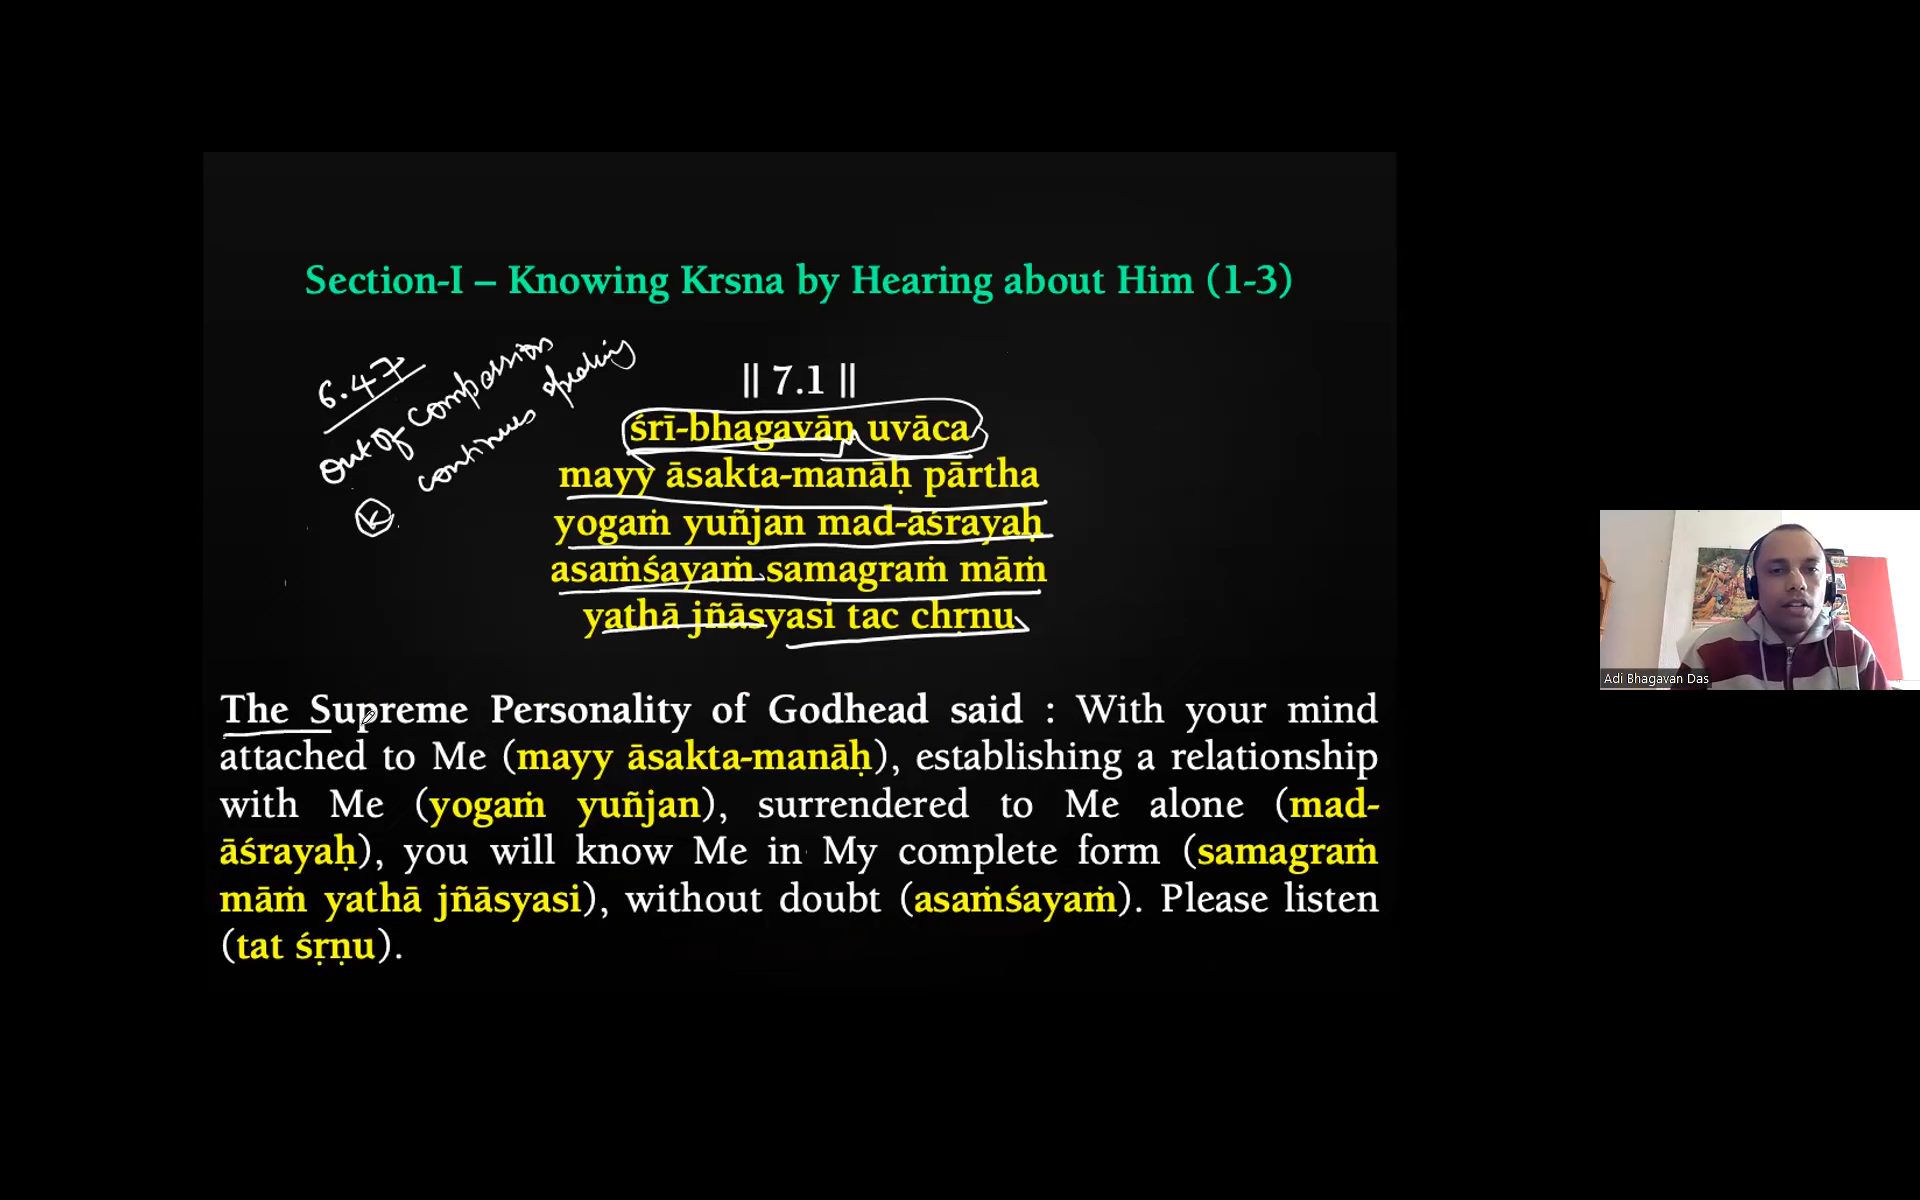 Section-I – Knowing Krsna by Hearing about Him (1-3)
6.47
out of compassion
continues speaking
K
|| 7.1 ||
śrī-bhagavān uvāca
mayy āsakta-manāḥ pārtha
yogaṁ yuñjan mad-āśrayaḥ
asaṁśayaṁ samagraṁ māṁ
yathā jñāsyasi tac chṛnu
The Supreme Personality of Godhead said : With your mind
attached to Me (mayy āsakta-manāḥ), establishing a relationship
with Me (yogaṁ yuñjan), surrendered to Me alone (mad-
āśrayaḥ), you will know Me in My complete form (samagraṁ
māṁ yathā jñāsyasi), without doubt (asaṁśayaṁ). Please listen
(tat śṛṇu).
Adi Bhagavan Das